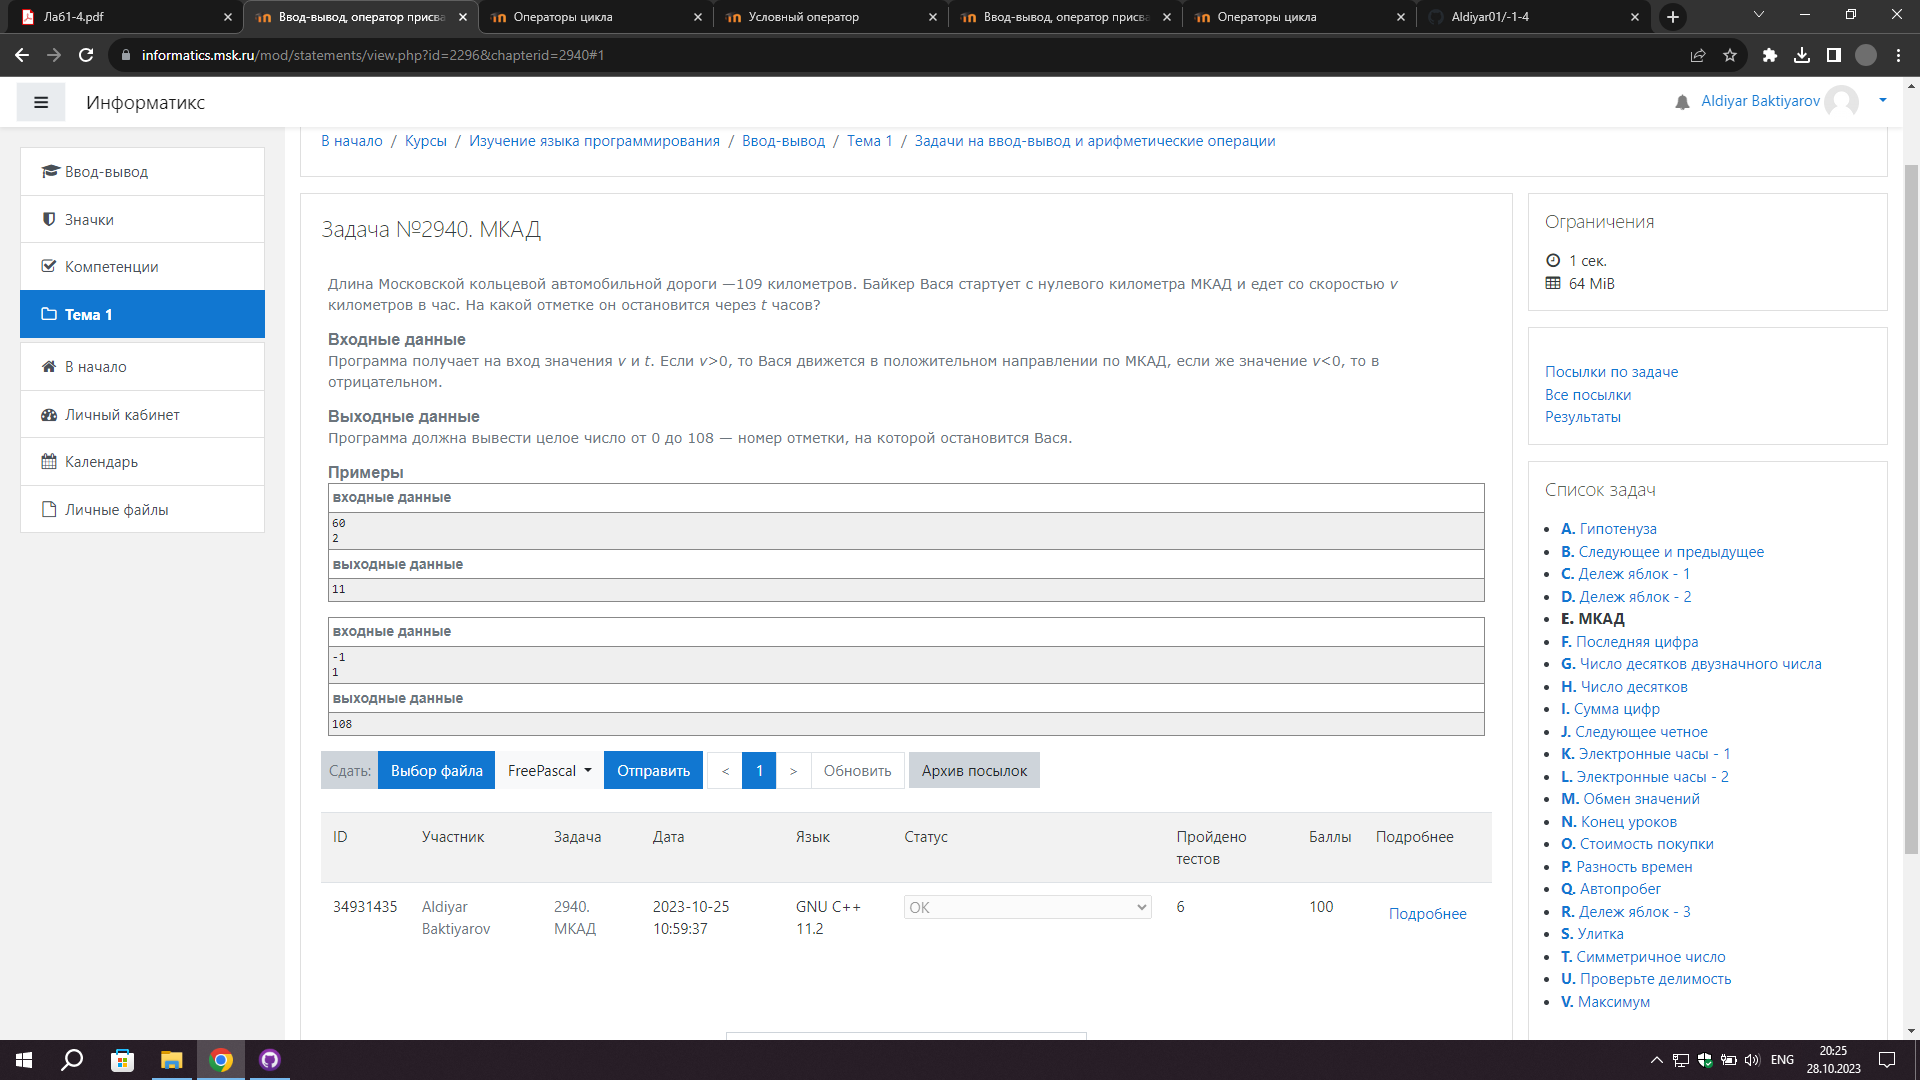 Лаб1-4.pdf
Ввод-вывод, оператор присва
Операторы цикла
Условный оператор
Ввод-вывод, оператор присва
Операторы цикла
Aldiyar01/-1-4
informatics.msk.ru/mod/statements/view.php?id=2296&chapterid=2940#1
Информатикс
Aldiyar Baktiyarov
В начало / Курсы / Изучение языка программирования / Ввод-вывод / Тема 1 / Задачи на ввод-вывод и арифметические операции
Ввод-вывод
Значки
Компетенции
Тема 1
В начало
Личный кабинет
Календарь
Личные файлы
Задача №2940. МКАД
Длина Московской кольцевой автомобильной дороги —109 километров. Байкер Вася стартует с нулевого километра МКАД и едет со скоростью v
километров в час. На какой отметке он остановится через t часов?
Входные данные
Программа получает на вход значения v и t. Если v>0, то Вася движется в положительном направлении по МКАД, если же значение v<0, то в
отрицательном.
Выходные данные
Программа должна вывести целое число от 0 до 108 — номер отметки, на которой остановится Вася.
Примеры
входные данные
60
2
выходные данные
11
входные данные
-1
1
выходные данные
108
Сдать: Выбор файла FreePascal Отправить < 1 > Обновить Архив посылок
ID Участник Задача Дата Язык Статус Пройдено Баллы Подробнее
тестов
34931435 Aldiyar 2940. 2023-10-25 GNU C++ OK 6 100 Подробнее
Baktiyarov МКАД 10:59:37 11.2
Ограничения
1 сек.
64 MiB
Посылки по задаче
Все посылки
Результаты
Список задач
A. Гипотенуза
B. Следующее и предыдущее
C. Дележ яблок - 1
D. Дележ яблок - 2
E. МКАД
F. Последняя цифра
G. Число десятков двузначного числа
H. Число десятков
I. Сумма цифр
J. Следующее четное
K. Электронные часы - 1
L. Электронные часы - 2
M. Обмен значений
N. Конец уроков
O. Стоимость покупки
P. Разность времен
Q. Автопробег
R. Дележ яблок - 3
S. Улитка
T. Симметричное число
U. Проверьте делимость
V. Максимум
ENG
20:25
28.10.2023